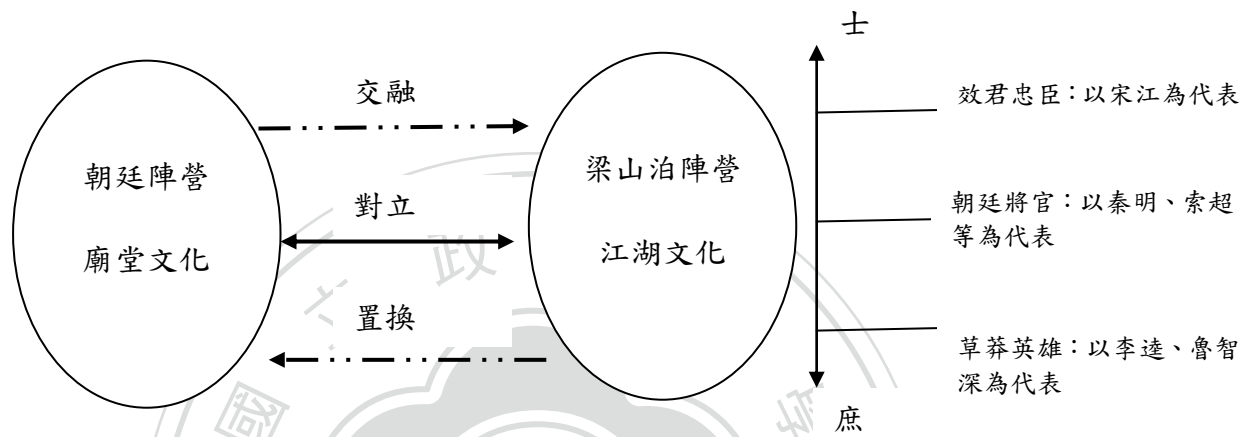 士
交融
效君忠臣：以宋江為代表
朝廷陣營
廟堂文化
對立
梁山泊陣營
江湖文化
朝廷將官：以秦明、索超
等為代表
置換
草莽英雄：以李逵、魯智
深為代表
庶
政
國
學